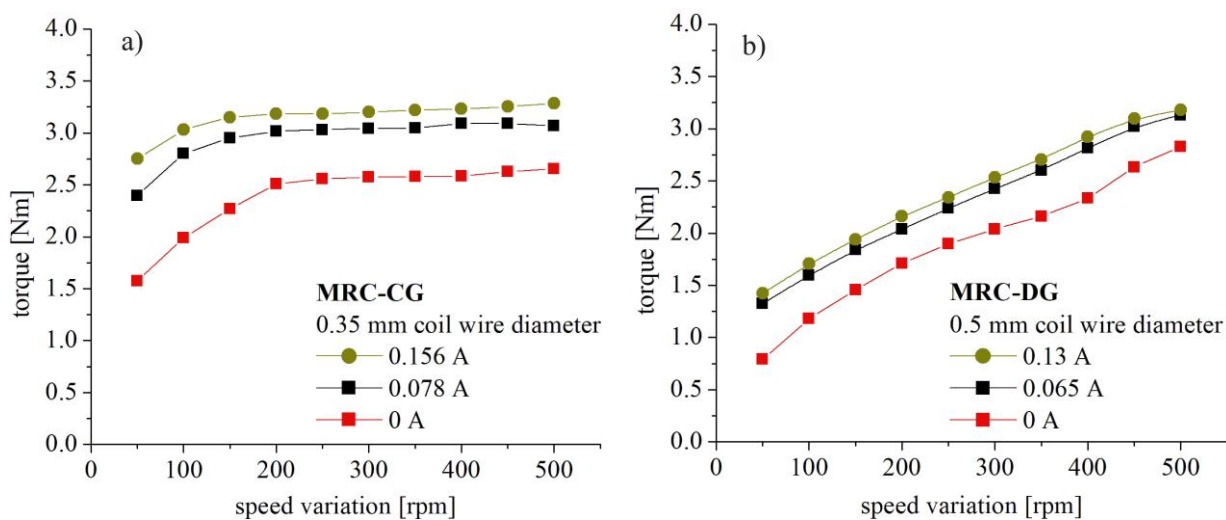 a)
4.0
3.5
3.0
2.5
2.0
1.5
1.0
0.5
0.0
torque [Nm]
MRC-CG
0.35 mm coil wire diameter
0.156 A
0.078 A
0 A
0 100 200 300 400 500
speed variation [rpm]
b)
4.0
3.5
3.0
2.5
2.0
1.5
1.0
0.5
0.0
torque [Nm]
MRC-DG
0.5 mm coil wire diameter
0.13 A
0.065 A
0 A
0 100 200 300 400 500
speed variation [rpm]